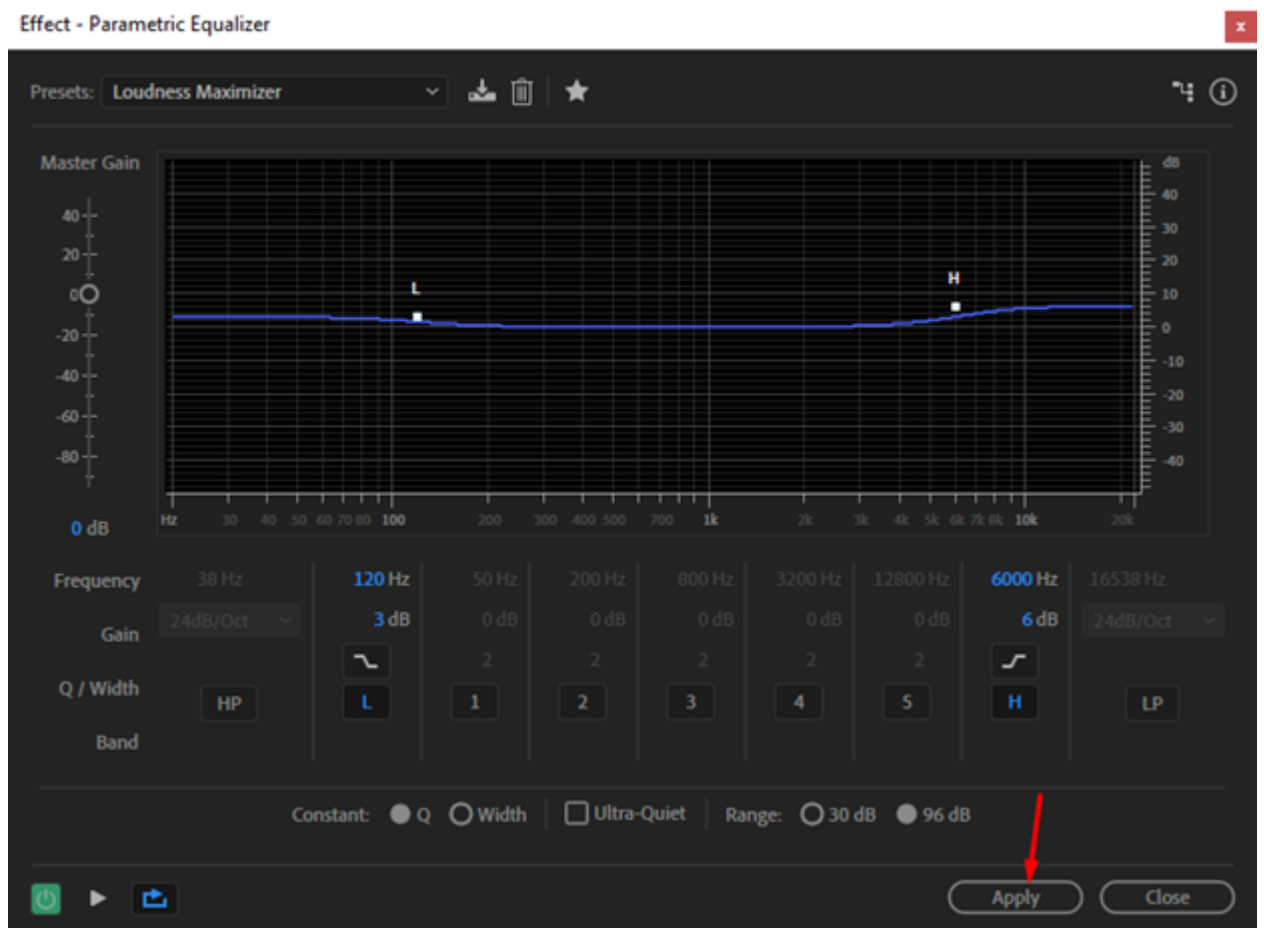 Effect - Parametric Equalizer
x
Presets: Loudness Maximizer
Master Gain
dB
40
20
0
-20
-40
-60
-80
0 dB
L
H
40
30
20
10
0
-10
-20
-30
-40
Hz 30 40 50 60 70 80 100 200 300 400 500 700 1k 2k 3k 4k 5k 6k 7k 8k 10k 20k
Frequency 38 Hz 120 Hz 50 Hz 200 Hz 800 Hz 3200 Hz 12800 Hz 6000 Hz 16538 Hz
Gain 24dB/Oct 3 dB 0 dB 0 dB 0 dB 0 dB 0 dB 6 dB 24dB/Oct
2 2 2 2 2
Q / Width HP L 1 2 3 4 5 H LP
Band
Constant: Q Width Ultra-Quiet Range: 30 dB 96 dB
Apply Close